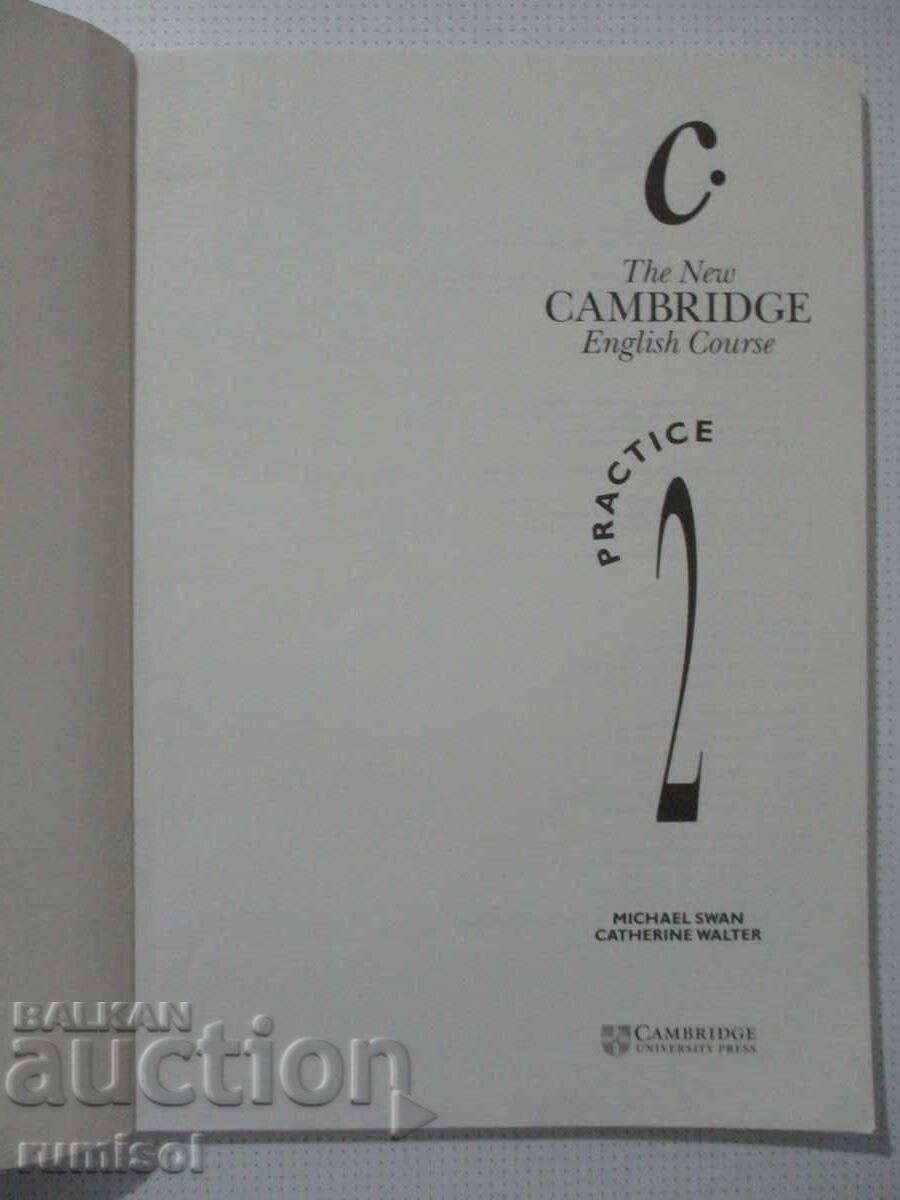 c.
The New
CAMBRIDGE
English Course
PRACTICE
2
MICHAEL SWAN
CATHERINE WALTER
CAMBRIDGE
UNIVERSITY PRESS
BALKAN
auction
rumisol